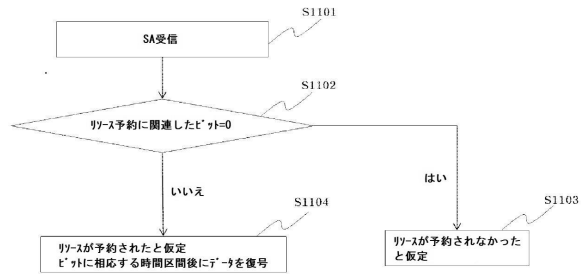 S1101
SA受信
S1102
ﾘｿｰｽ予約に関連したﾋﾞｯﾄ=0
いいえ
はい
S1104
S1103
ﾘｿｰｽが予約されたと仮定
ﾋﾞｯﾄに相応する時間区間後にﾃﾞｰﾀを復号
ﾘｿｰｽが予約されなかった
と仮定